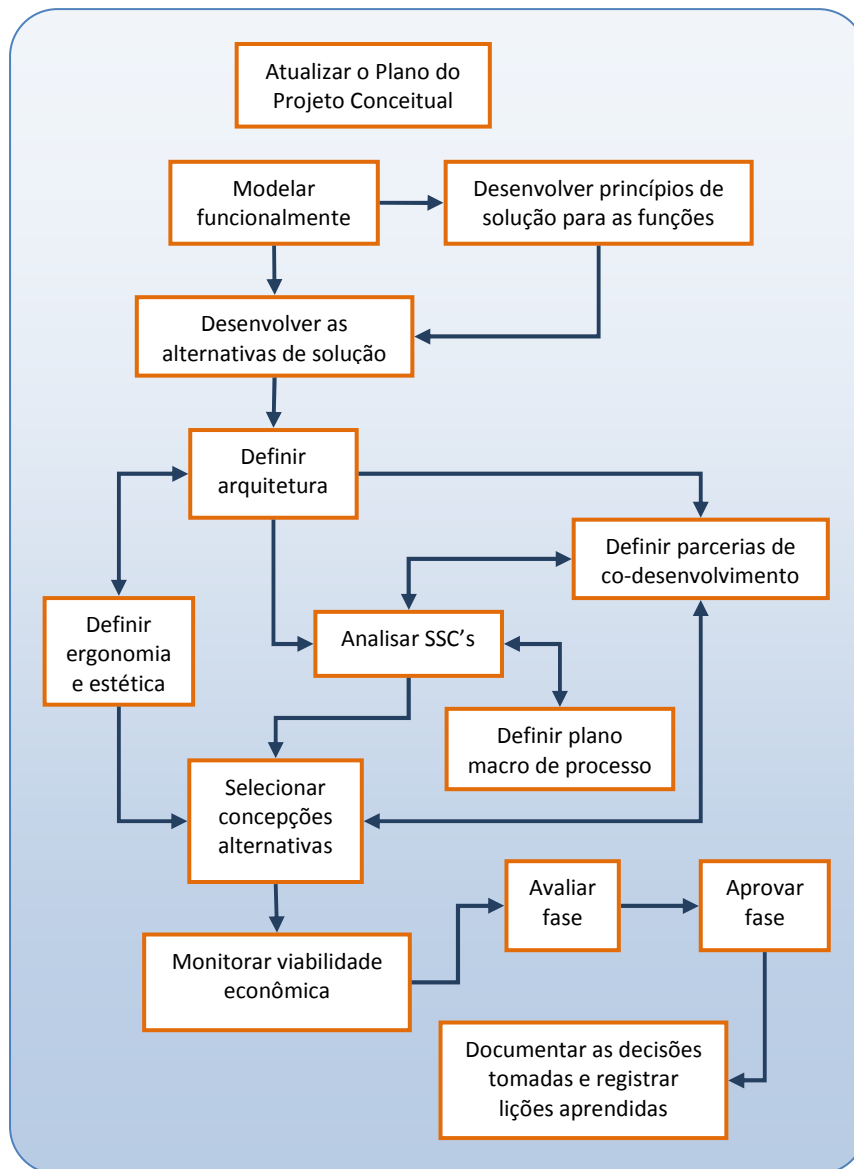 Atualizar o Plano do
Projeto Conceitual
Modelar
funcionalmente
Desenvolver princípios de
solução para as funções
Desenvolver as
alternativas de solução
Definir
arquitetura
Definir parcerias de
co-desenvolvimento
Definir
ergonomia
e estética
Analisar SSC's
Definir plano
macro de processo
Selecionar
concepções
alternativas
Avaliar
fase
Aprovar
fase
Monitorar viabilidade
econômica
Documentar as decisões
tomadas e registrar
lições aprendidas